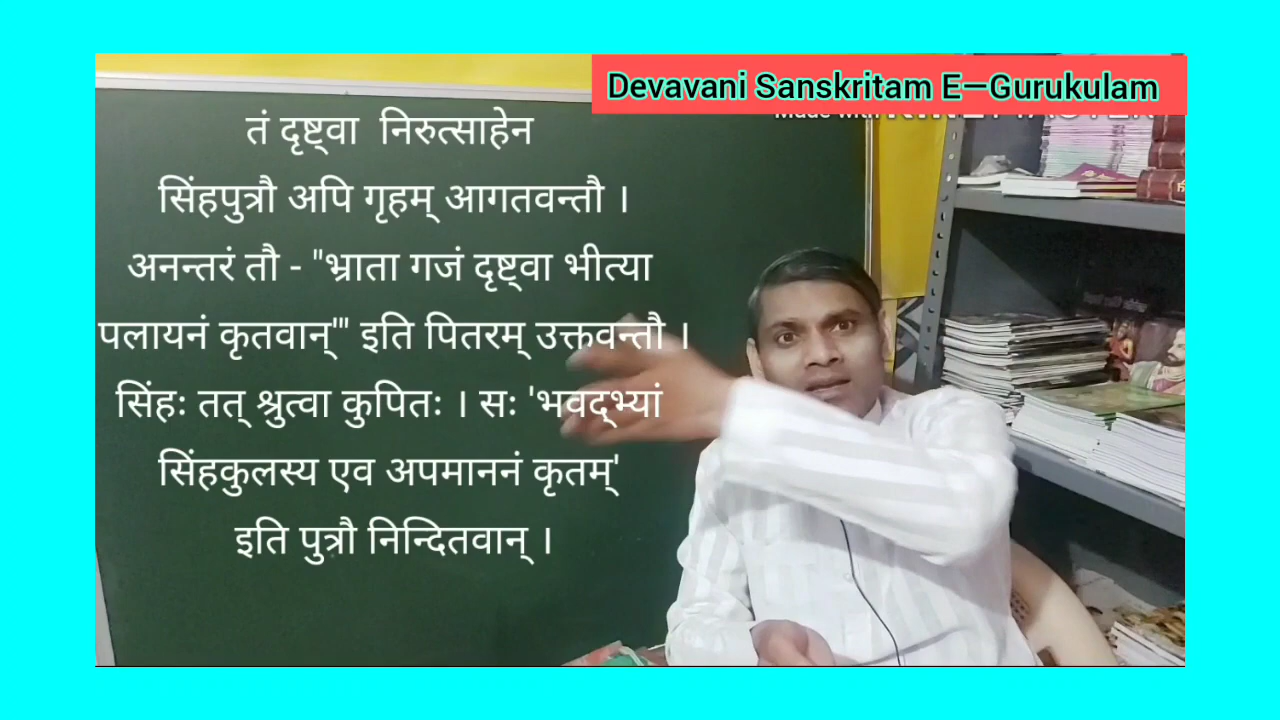 Devavani Sanskritam E—Gurukulam
तं दृष्ट्वा निरुत्साहेन
सिंहपुत्रौ अपि गृहम् आगतवन्तौ ।
अनन्तरं तौ - "भ्राता गजं दृष्ट्वा भीत्या
पलायनं कृतवान्'" इति पितरम् उक्तवन्तौ ।
सिंहः तत् श्रुत्वा कुपितः । सः 'भवद्भ्यां
सिंहकुलस्य एव अपमाननं कृतम्'
इति पुत्रौ निन्दितवान् ।